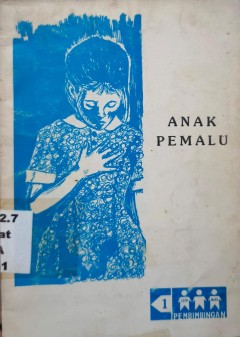 ANAK
PEMALU
2.7
at
A
1
1
PEMBIMBINGAN